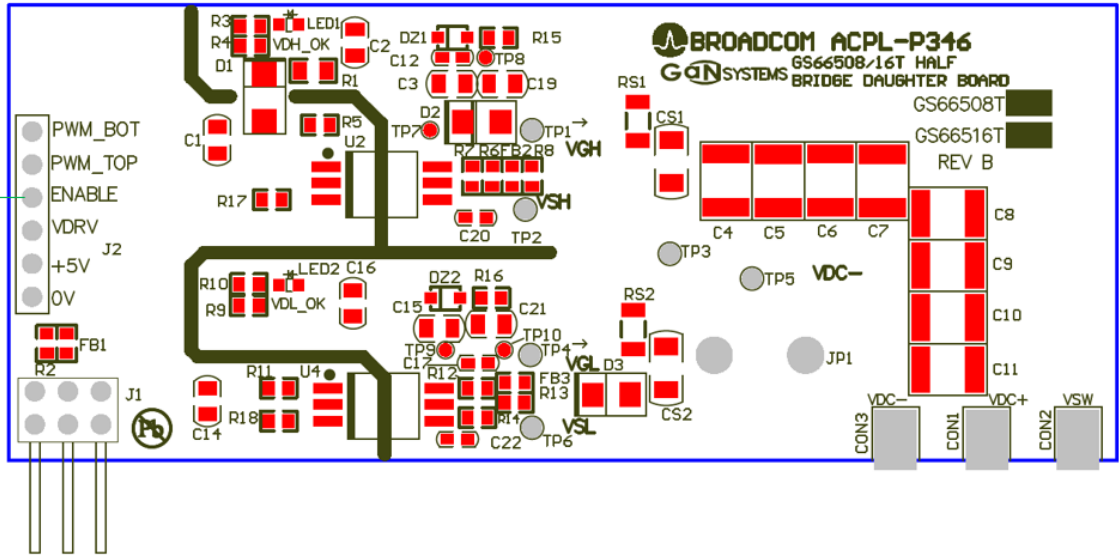 R3
LED1
R4
VDH_OK
C2
D1
R1
C1
R5
U2
R17
DZ1
R15
C12
TP8
C3
C19
D2
TP7
TP1
VGH
R7 R6 FB2 R8
VSH
C20
TP2
BROADCOM ACPL-P346
GaN SYSTEMS GS66508/16T HALF
BRIDGE DAUGHTER BOARD
RS1
CS1
GS66508T
GS66516T
REV B
C4 C5 C6 C7
C8
C9
C10
C11
TP3
TP5
VDC-
PWM_BOT
PWM_TOP
ENABLE
VDRV
J2
+5V
0V
FB1
R2
J1
Pb
LED2
C16
R10
VDL_OK
R9
DZ2
R16
C15
C21
TP10
TP9
TP4
VGL
C17
R11
U4
R12
FB3
R13
D3
R18
R14
C14
C22
TP6
VSL
RS2
CS2
JP1
VDC-
VDC+
VSW
CON3
CON1
CON2